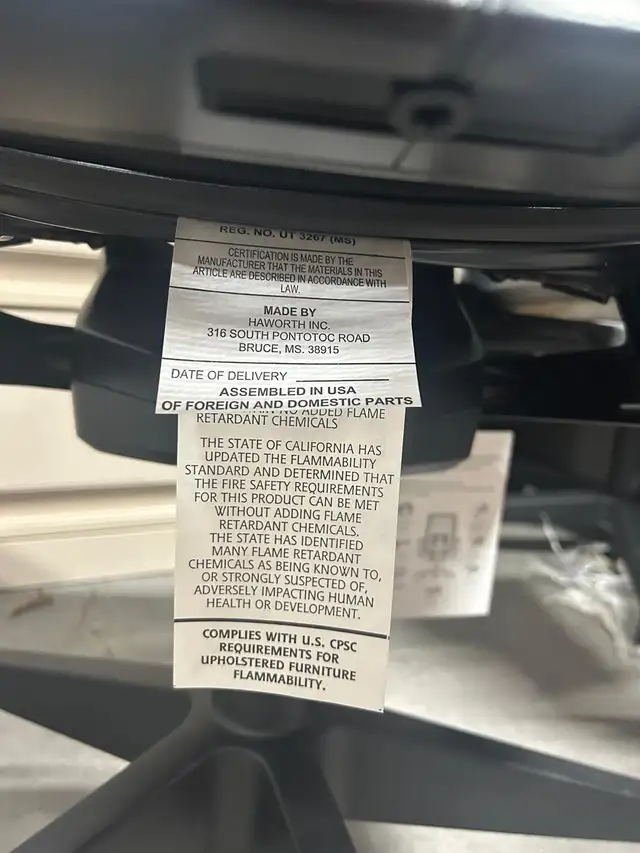 REG. NO. UT 3267 (MS)
CERTIFICATION IS MADE BY THE
MANUFACTURER THAT THE MATERIALS IN THIS
ARTICLE ARE DESCRIBED IN ACCORDANCE WITH
LAW.
MADE BY
HAWORTH INC.
316 SOUTH PONTOTOC ROAD
BRUCE, MS. 38915
DATE OF DELIVERY
ASSEMBLED IN USA
OF FOREIGN AND DOMESTIC PARTS
NO ADDED FLAME
RETARDANT CHEMICALS
THE STATE OF CALIFORNIA HAS
UPDATED THE FLAMMABILITY
STANDARD AND DETERMINED THAT
THE FIRE SAFETY REQUIREMENTS
FOR THIS PRODUCT CAN BE MET
WITHOUT ADDING FLAME
RETARDANT CHEMICALS.
THE STATE HAS IDENTIFIED
MANY FLAME RETARDANT
CHEMICALS AS BEING KNOWN TO,
OR STRONGLY SUSPECTED OF,
ADVERSELY IMPACTING HUMAN
HEALTH OR DEVELOPMENT.
COMPLIES WITH U.S. CPSC
REQUIREMENTS FOR
UPHOLSTERED FURNITURE
FLAMMABILITY.